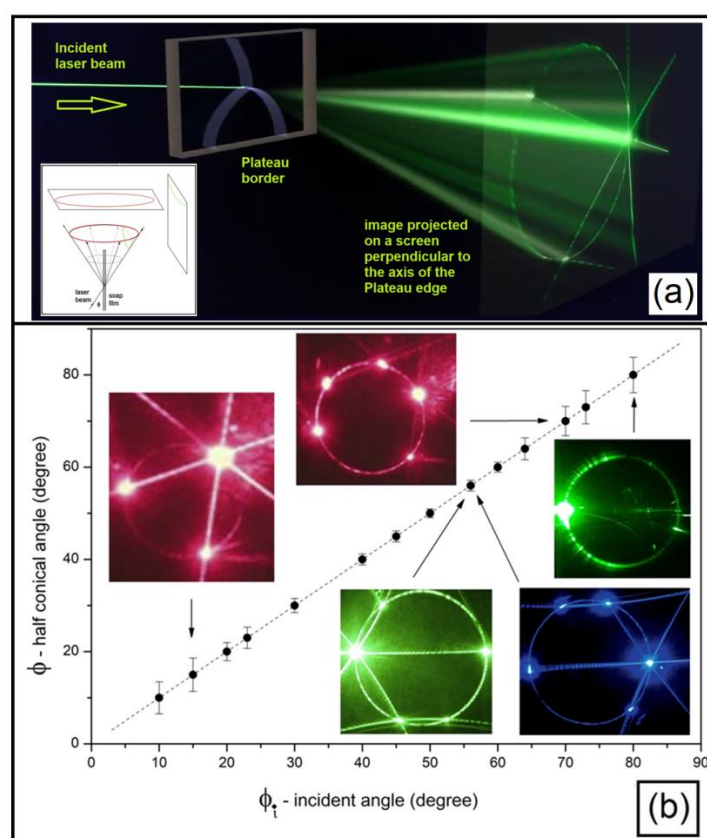 Incident
laser beam
Plateau
border
image projected
on a screen
perpendicular to
the axis of the
Plateau edge
laser
beam
ϕ
soap
film
(a)
ϕ - half conical angle (degree)
80
60
40
20
0
0 10 20 30 40 50 60 70 80 90
ϕi - incident angle (degree)
(b)